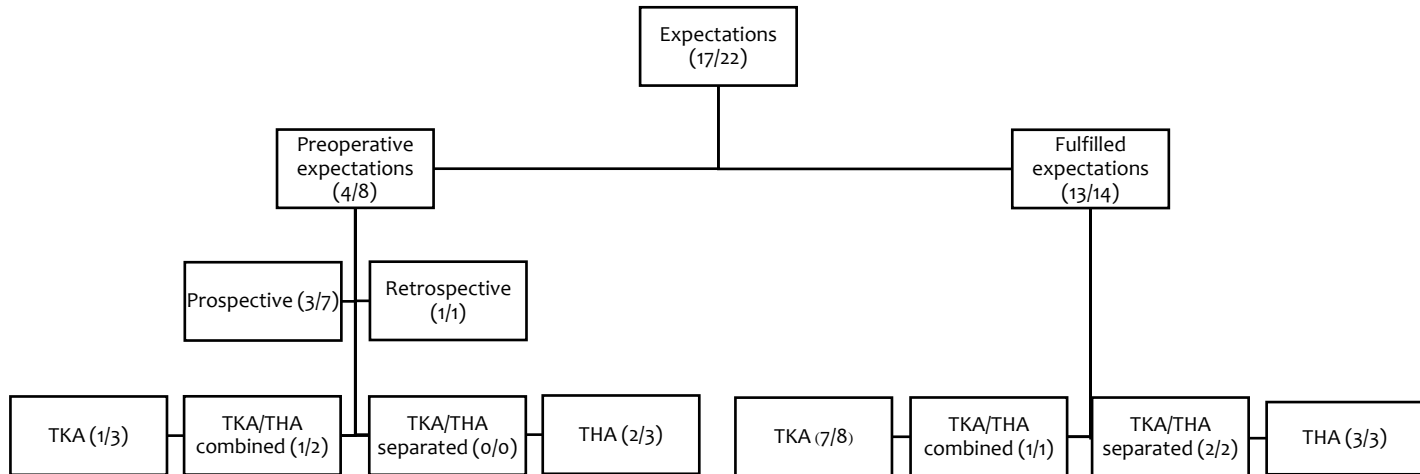 Expectations
(17/22)
Preoperative
expectations
(4/8)
Fulfilled
expectations
(13/14)
Prospective (3/7)
Retrospective
(1/1)
TKA (1/3)
TKA/THA
combined (1/2)
TKA/THA
separated (0/0)
THA (2/3)
TKA (7/8)
TKA/THA
combined (1/1)
TKA/THA
separated (2/2)
THA (3/3)